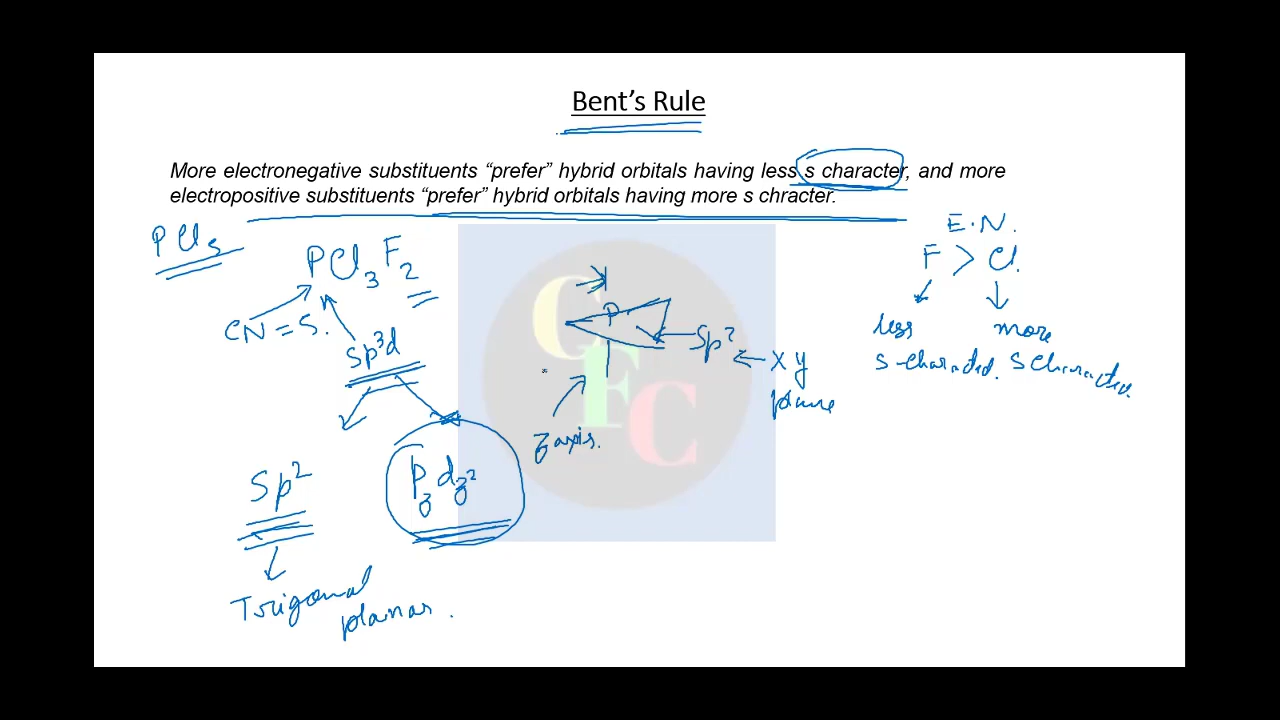 Bent’s Rule
More electronegative substituents “prefer” hybrid orbitals having less s character, and more
electropositive substituents “prefer” hybrid orbitals having more s chracter.
PCl5
PCl3F2
CN = 5.
sp3d
sp2
Trigonal
planar.
pz dz2
P
sp2
xy
plane
z axis.
E.N.
F > Cl.
less
s-character.
more
s character.
CFC